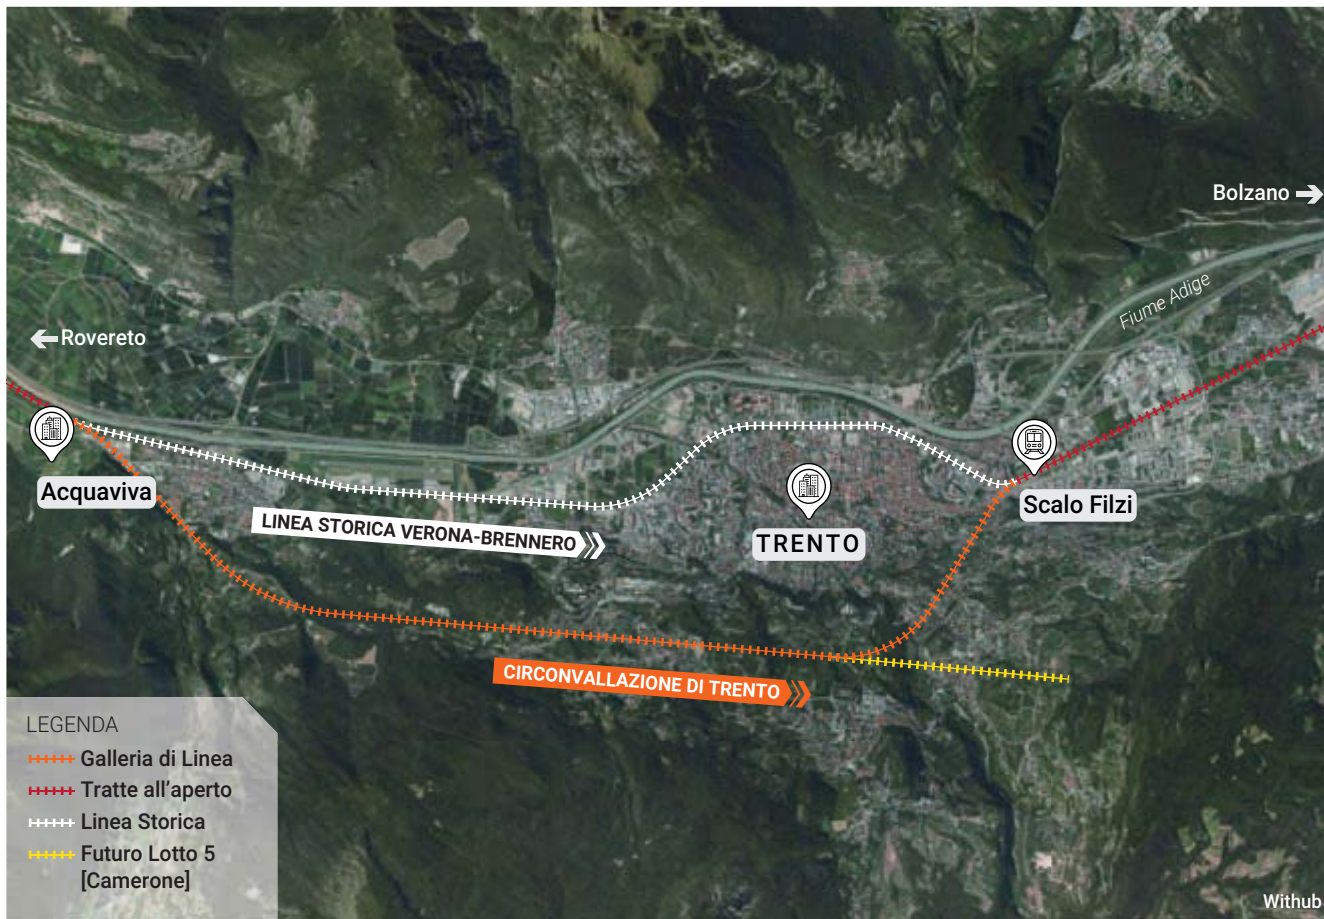 Bolzano
Fiume Adige
Rovereto
Acquaviva
Scalo Filzi
LINEA STORICA VERONA-BRENNERO
TRENTO
CIRCONVALLAZIONE DI TRENTO
LEGENDA
Galleria di Linea
Tratte all'aperto
Linea Storica
Futuro Lotto 5
[Camerone]
Withub